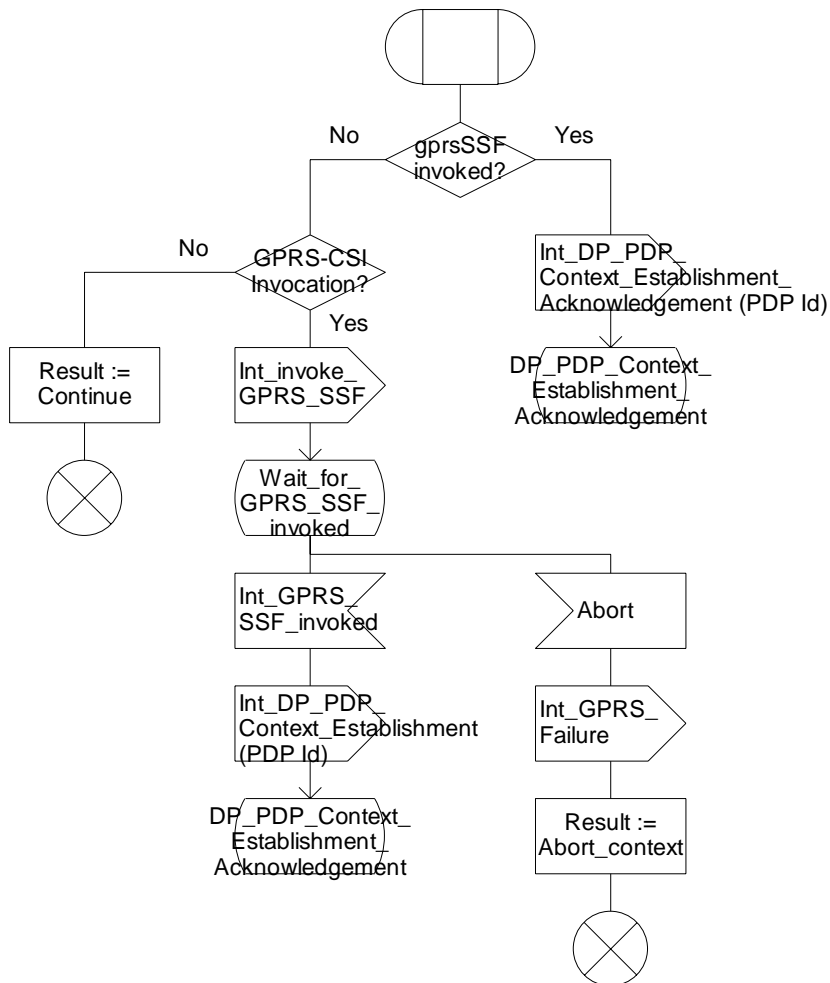 No
gprsSSF
invoked?
Yes
No
GPRS-CSI
Invocation?
Yes
Int_DP_PDP_
Context_Establishment_
Acknowledgement (PDP Id)
Result :=
Continue
Int_invoke_
GPRS_SSF
DP_PDP_Context_
Establishment_
Acknowledgement
Wait_for_
GPRS_SSF_
invoked
Int_GPRS_
SSF_invoked
Abort
Int_DP_PDP_
Context_Establishment
(PDP Id)
Int_GPRS_
Failure
DP_PDP_Context_
Establishment_
Acknowledgement
Result :=
Abort_context